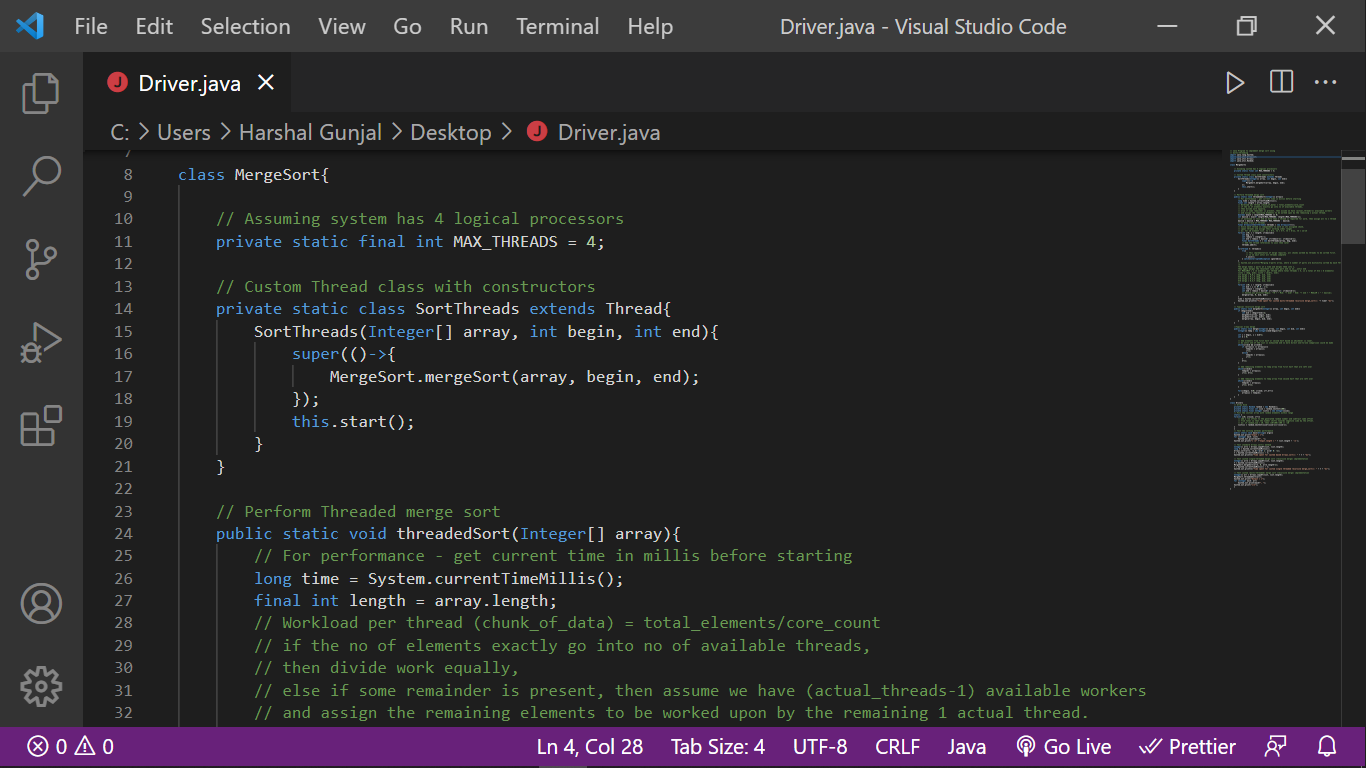 File Edit Selection View Go Run Terminal Help Driver.java - Visual Studio Code
J Driver.java
C: > Users > Harshal Gunjal > Desktop > J Driver.java
7
8 class MergeSort{
9
10 // Assuming system has 4 logical processors
11 private static final int MAX_THREADS = 4;
12
13 // Custom Thread class with constructors
14 private static class SortThreads extends Thread{
15 SortThreads(Integer[] array, int begin, int end){
16 super(()->{
17 MergeSort.mergeSort(array, begin, end);
18 });
19 this.start();
20 }
21 }
22
23 // Perform Threaded merge sort
24 public static void threadedSort(Integer[] array){
25 // For performance - get current time in millis before starting
26 long time = System.currentTimeMillis();
27 final int length = array.length;
28 // Workload per thread (chunk_of_data) = total_elements/core_count
29 // if the no of elements exactly go into no of available threads,
30 // then divide work equally,
31 // else if some remainder is present, then assume we have (actual_threads-1) available workers
32 // and assign the remaining elements to be worked upon by the remaining 1 actual thread.
0 0 Ln 4, Col 28 Tab Size: 4 UTF-8 CRLF Java Go Live Prettier